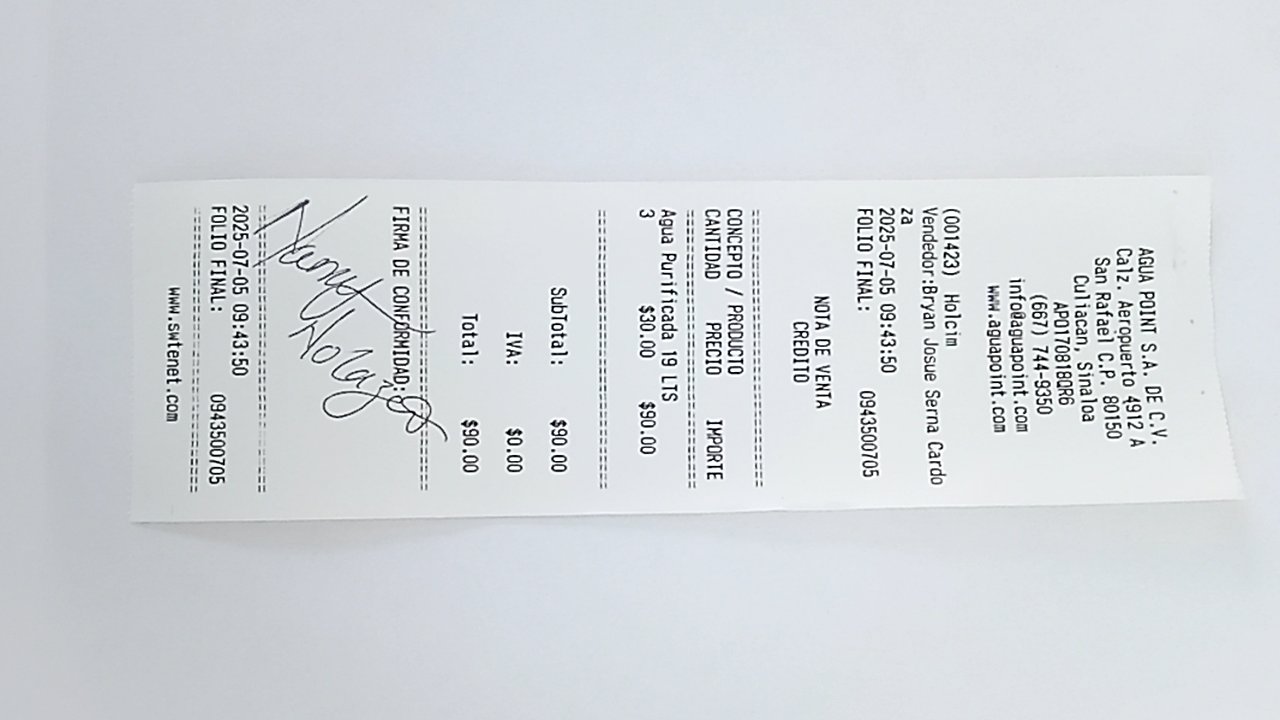 AGUA POINT S.A. DE C.V.
Calz. Aeropuerto 4912 A
San Rafael C.P. 80150
Culiacan, Sinaloa
APO170818QR6
(667) 744-9350
info@aguapoint.com
www.aguapoint.com
(001423) Holcim
Vendedor:Bryan Josue Serna Cardo
za
2025-07-05 09:43:50
FOLIO FINAL: 0943500705
NOTA DE VENTA
CREDITO
================================
CONCEPTO / PRODUCTO
CANTIDAD PRECIO IMPORTE
================================
Agua Purificada 19 LTS
3 $30.00 $90.00
================================
SubTotal: $90.00
IVA: $0.00
Total: $90.00
================================
FIRMA DE CONFORMIDAD:
================================
2025-07-05 09:43:50
FOLIO FINAL: 0943500705
================================
www.swtenet.com